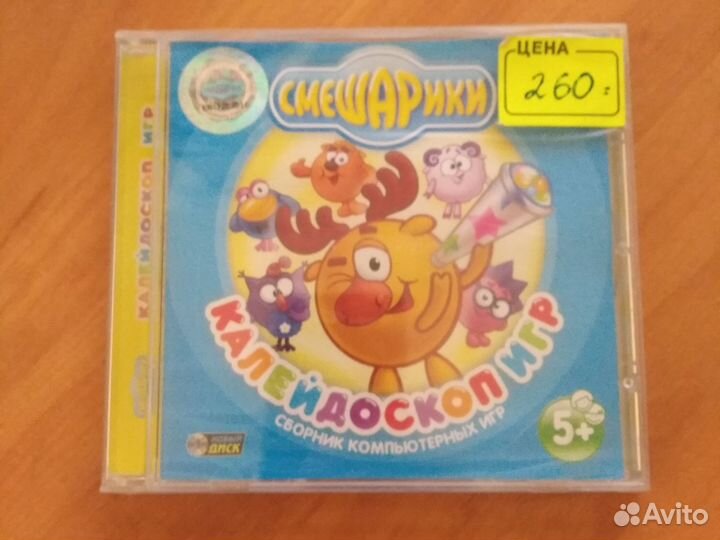 ЦЕНА
260=
СМЕШАРИКИ
КАЛЕЙДОСКОП ИГР
КАЛЕЙДОСКОП ИГР
СБОРНИК КОМПЬЮТЕРНЫХ ИГР
5+
НОВЫЙ
ДИСК
Avito